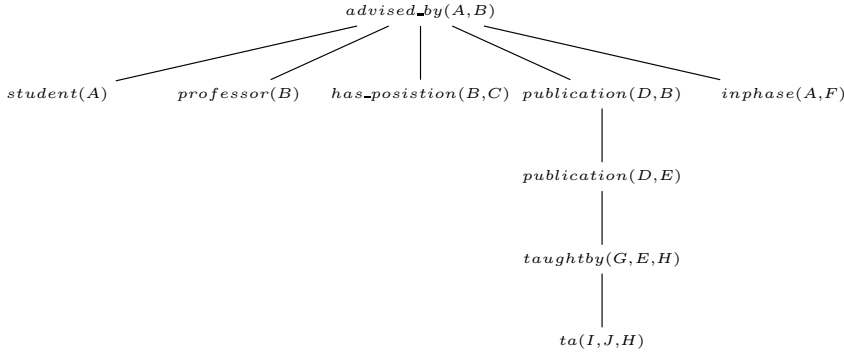 advised_by(A,B)
student(A) professor(B) has_posistion(B,C) publication(D,B) inphase(A,F)
publication(D,E)
taughtby(G,E,H)
ta(I,J,H)